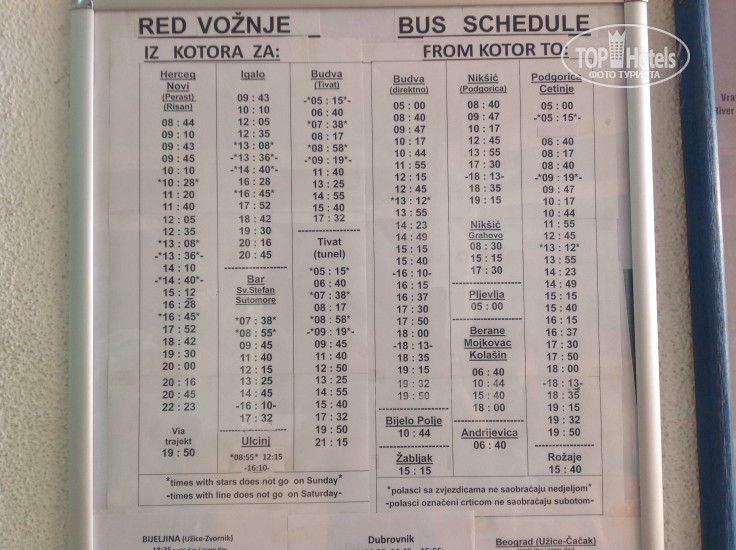 RED VOŽNJE _ BUS SCHEDULE
IZ KOTORA ZA: FROM KOTOR TO:
TOP Hotels
ФОТО ТУРИСТА
Herceg
Novi
(Perast)
(Risan)
08 : 44
09 : 10
09 : 43
09 : 45
10 : 10
*10 : 28*
11 : 20
11 : 40
12 : 05
12 : 35
*13 : 08*
-*13 : 36*-
14 : 10
-*14 : 40*-
15 : 12
16 : 28
*16 : 45*
17 : 52
18 : 42
19 : 30
20 : 00
20 : 16
20 : 45
22 : 23
Via
trajekt
19 : 50
Igalo
09 : 43
10 : 10
12 : 05
12 : 35
*13 : 08*
-*13 : 36*-
-*14 : 40*-
16 : 28
*16 : 45*
17 : 52
18 : 42
19 : 30
20 : 16
20 : 45
Bar
Sv.Stefan
Sutomore
*07 : 38*
*08 : 55*
09 : 45
11 : 40
12 : 15
13 : 25
14 : 55
-16 : 10-
17 : 32
Ulcinj
*08:55* 12:15
-16:10-
Budva
(Tivat)
-*05 : 15*-
06 : 40
*07 : 38*
08 : 17
*08 : 58*
-*09 : 19*-
11 : 40
13 : 25
14 : 55
15 : 40
17 : 32
Tivat
(tunel)
*05 : 15*
06 : 40
*07 : 38*
08 : 17
*08 : 58*
-*09 : 19*-
09 : 45
11 : 40
12 : 50
13 : 25
14 : 55
15 : 40
17 : 32
19 : 50
21 : 15
*times with stars does not go on Sunday*
-times with line does not go on Saturday-
Budva
(direktno)
05 : 00
08 : 40
09 : 47
10 : 17
10 : 44
11 : 55
12 : 15
12 : 45
*13 : 12*
13 : 55
14 : 23
14 : 49
15 : 15
15 : 40
-16 : 10-
16 : 15
16 : 37
17 : 30
17 : 50
18 : 00
-18 : 13-
18 : 35
19 : 15
19 : 32
19 : 50
Bijelo Polje
10 : 44
Žabljak
15 : 15
Nikšić
(Podgorica)
08 : 40
09 : 47
10 : 17
12 : 45
13 : 55
17 : 30
-18 : 13-
18 : 35
19 : 15
Nikšić
Grahovo
08 : 30
15 : 15
17 : 30
Pljevlja
05 : 00
Berane
Mojkovac
Kolašin
06 : 40
10 : 44
15 : 40
18 : 00
Andrijevica
06 : 40
Podgorica
Cetinje
05 : 00
-*05 : 15*-
06 : 40
08 : 17
08 : 40
-*09 : 19*-
09 : 47
10 : 17
10 : 44
11 : 55
12 : 45
*13 : 12*
13 : 55
14 : 23
14 : 49
15 : 15
15 : 40
16 : 15
16 : 37
17 : 30
17 : 50
18 : 00
-18 : 13-
18 : 35
19 : 15
19 : 32
19 : 50
Rožaje
15 : 40
*polasci sa zvjezdicama ne saobraćaju nedjeljom*
-polasci označeni crticom ne saobraćaju subotom-
BIJELJINA (Užice-Zvornik)
Dubrovnik
Beograd (Užice-Čačak)